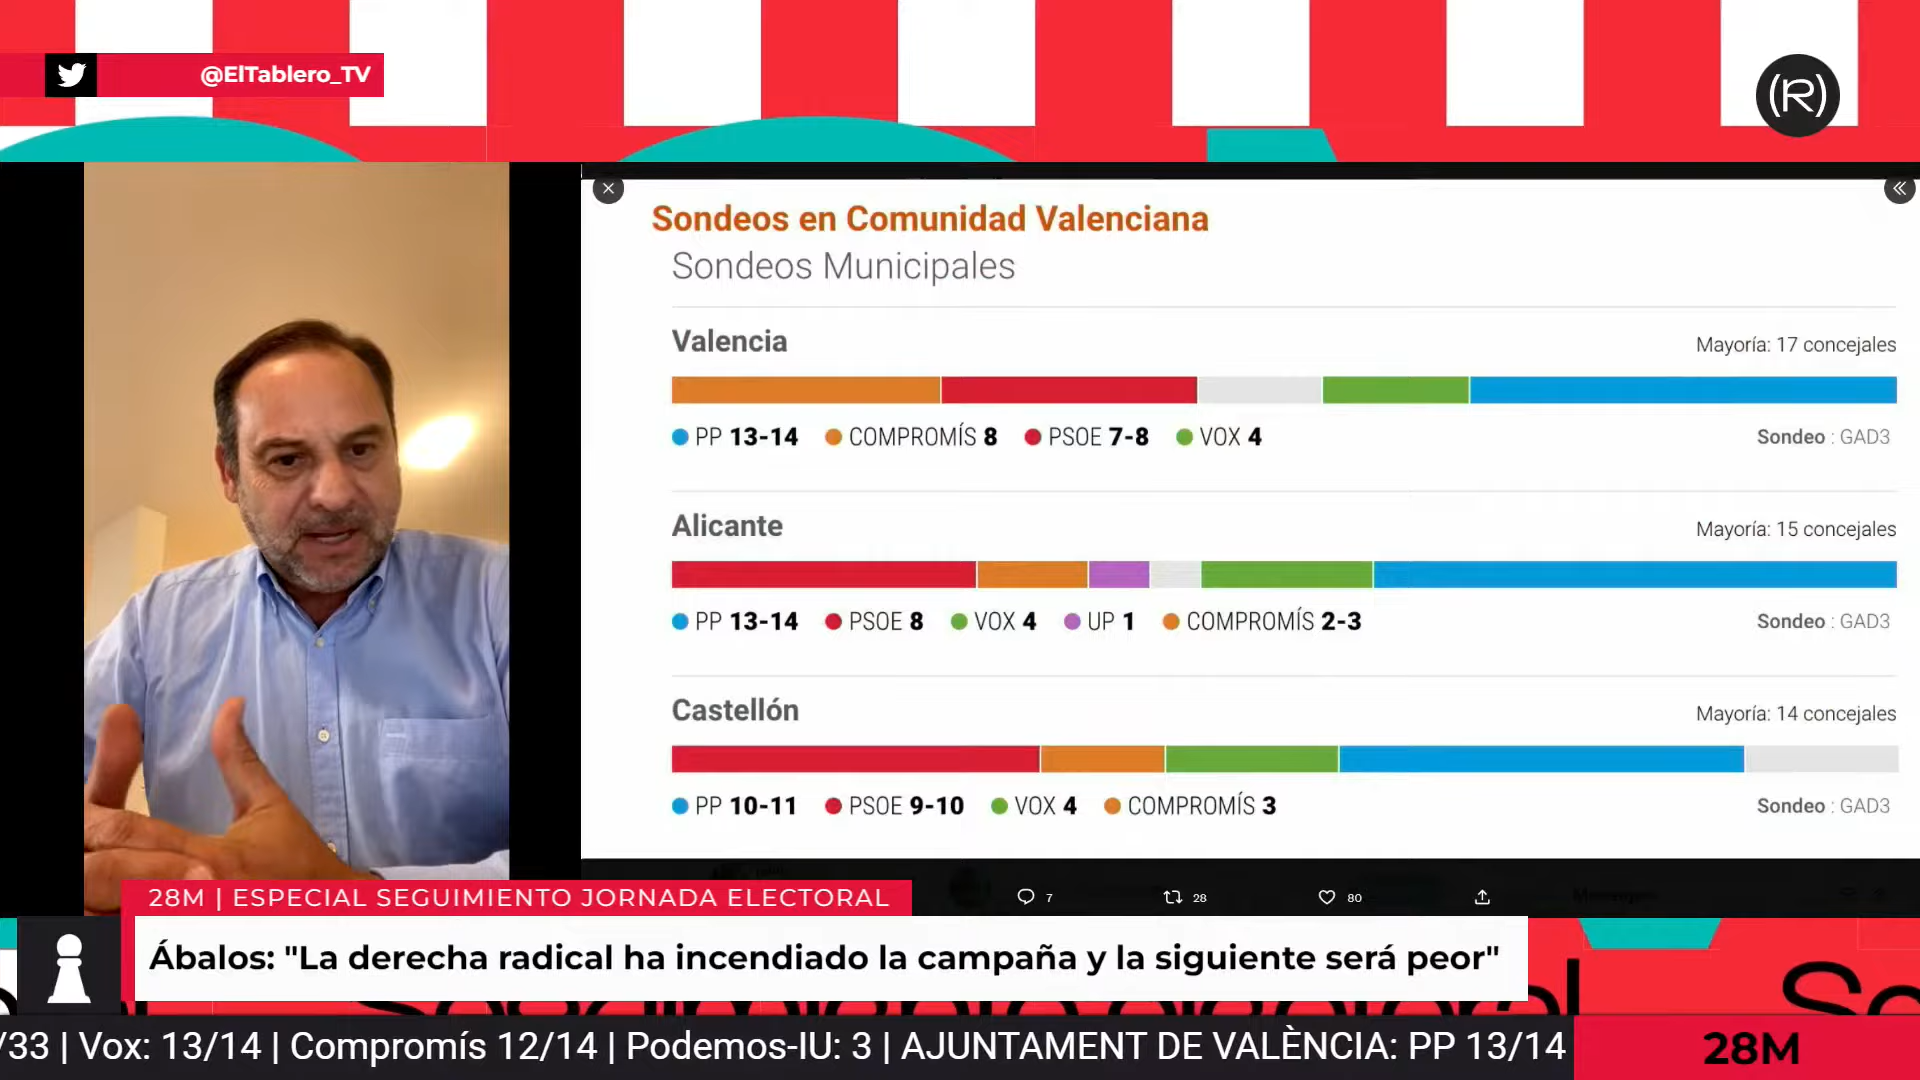 @ElTablero_TV
(R)
Sondeos en Comunidad Valenciana
Sondeos Municipales
Valencia
Mayoría: 17 concejales
PP 13-14 COMPROMÍS 8 PSOE 7-8 VOX 4
Sondeo : GAD3
Alicante
Mayoría: 15 concejales
PP 13-14 PSOE 8 VOX 4 UP 1 COMPROMÍS 2-3
Sondeo : GAD3
Castellón
Mayoría: 14 concejales
PP 10-11 PSOE 9-10 VOX 4 COMPROMÍS 3
Sondeo : GAD3
7 28 80
28M | ESPECIAL SEGUIMIENTO JORNADA ELECTORAL
Ábalos: "La derecha radical ha incendiado la campaña y la siguiente será peor"
/33 | Vox: 13/14 | Compromís 12/14 | Podemos-IU: 3 | AJUNTAMENT DE VALÈNCIA: PP 13/14
28M